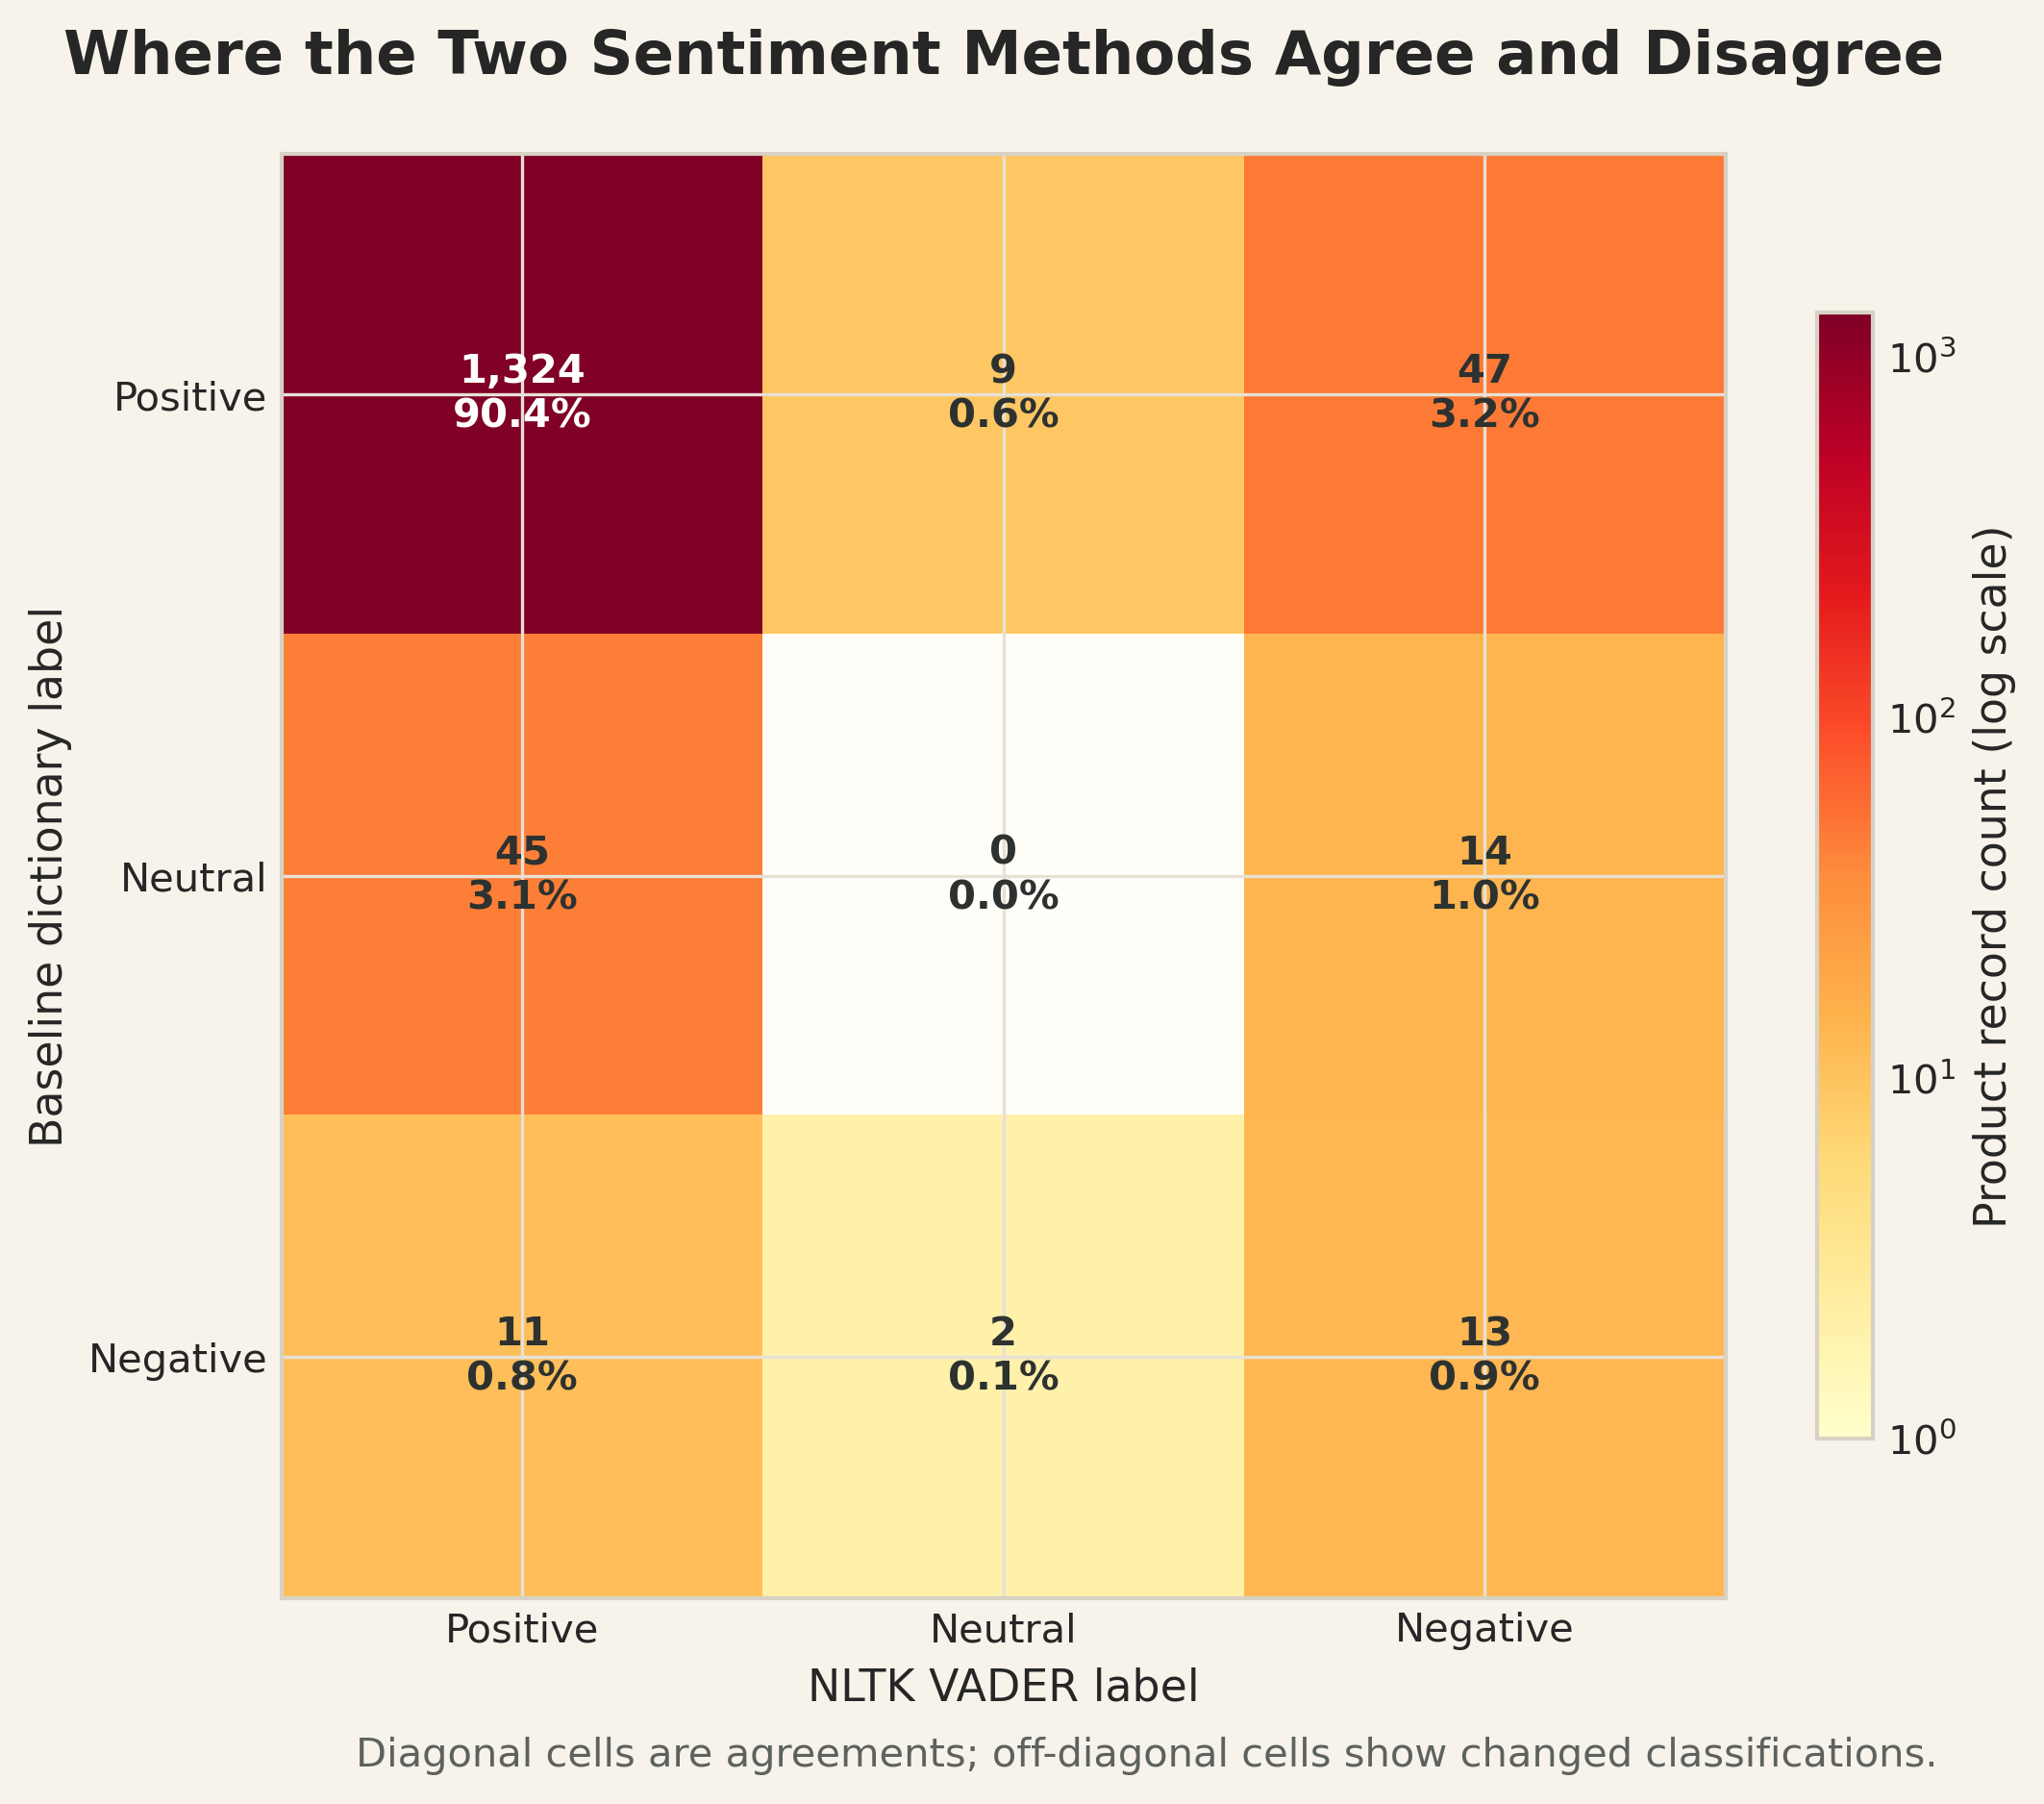 Where the Two Sentiment Methods Agree and Disagree
Baseline dictionary label
Positive
1,324
90.4%
9
0.6%
47
3.2%
Neutral
45
3.1%
0
0.0%
14
1.0%
Negative
11
0.8%
2
0.1%
13
0.9%
Positive
Neutral
Negative
NLTK VADER label
10³
10²
10¹
10⁰
Product record count (log scale)
Diagonal cells are agreements; off-diagonal cells show changed classifications.